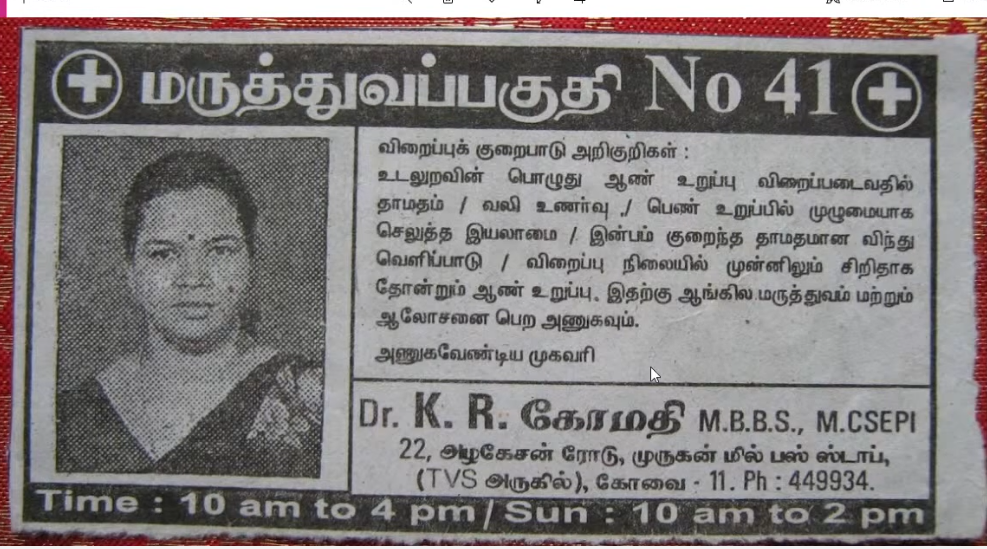 மருத்துவப்பகுதி No 41
விறைப்புக் குறைபாடு அறிகுறிகள் :
உடலுறவின் பொழுது ஆண் உறுப்பு விறைப்படைவதில்
தாமதம் / வலி உணர்வு / பெண் உறுப்பில் முழுமையாக
செலுத்த இயலாமை / இன்பம் குறைந்த தாமதமான விந்து
வெளிப்பாடு / விறைப்பு நிலையில் முன்னிலும் சிறிதாக
தோன்றும் ஆண் உறுப்பு. இதற்கு ஆங்கில மருத்துவம் மற்றும்
ஆலோசனை பெற அணுகவும்.
அணுகவேண்டிய முகவரி
Dr. K. R. கோமதி M.B.B.S., M.CSEPI
22, அழகேசன் ரோடு, முருகன் மில் பஸ் ஸ்டாப்,
(TVS அருகில்), கோவை - 11. Ph : 449934.
Time : 10 am to 4 pm / Sun : 10 am to 2 pm